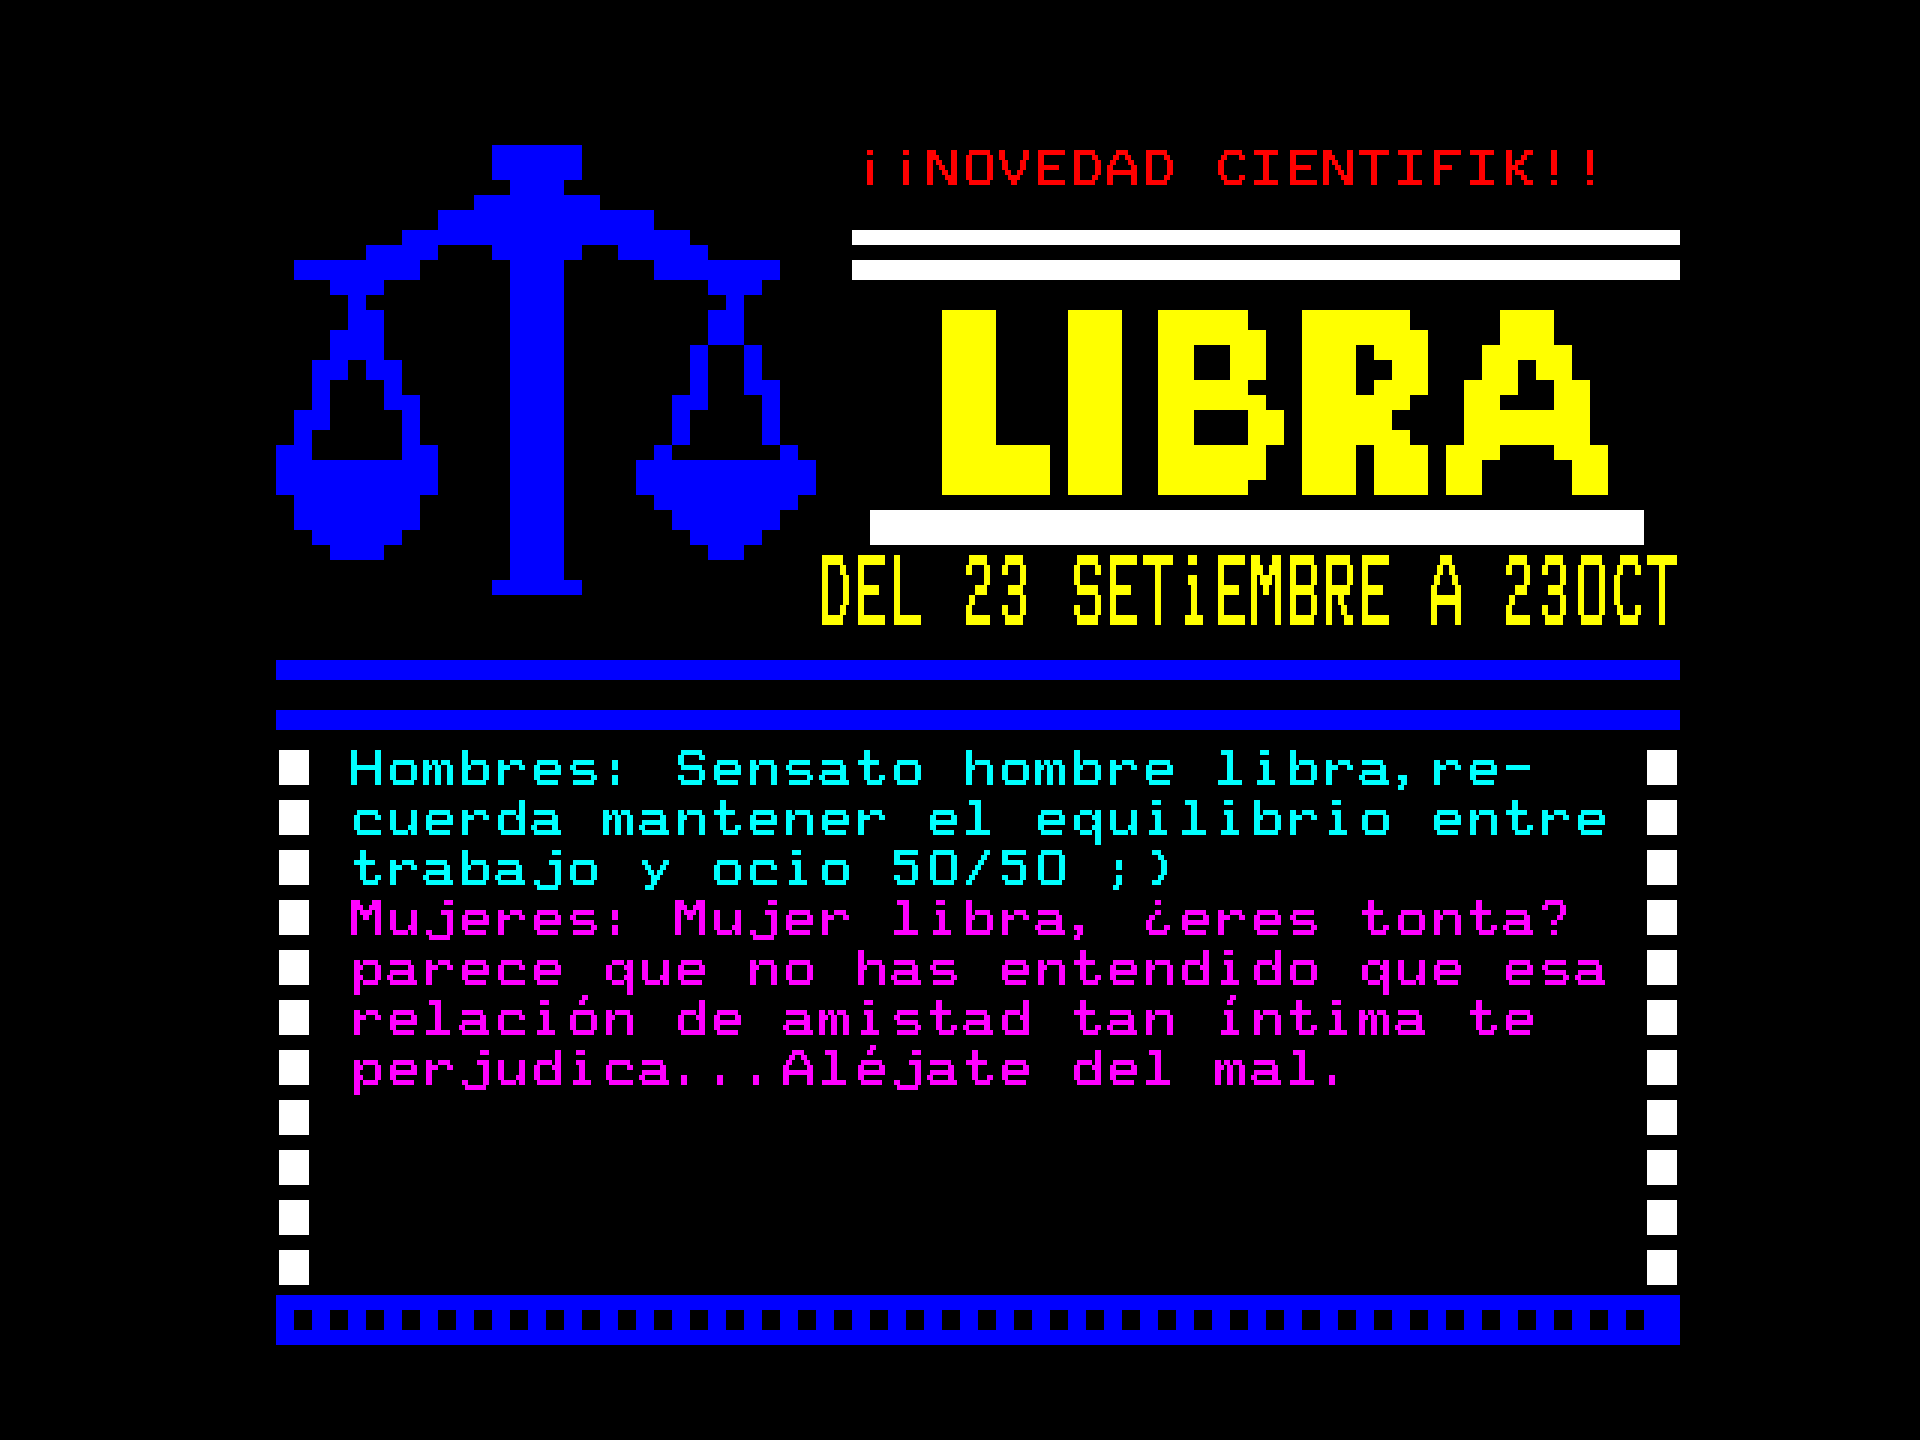 ¡¡NOVEDAD CIENTIFIK!!
LIBRA
DEL 23 SETiEMBRE A 23OCT
Hombres: Sensato hombre libra,re-
cuerda mantener el equilibrio entre
trabajo y ocio 50/50 ;)
Mujeres: Mujer libra, ¿eres tonta?
parece que no has entendido que esa
relación de amistad tan íntima te
perjudica...Aléjate del mal.